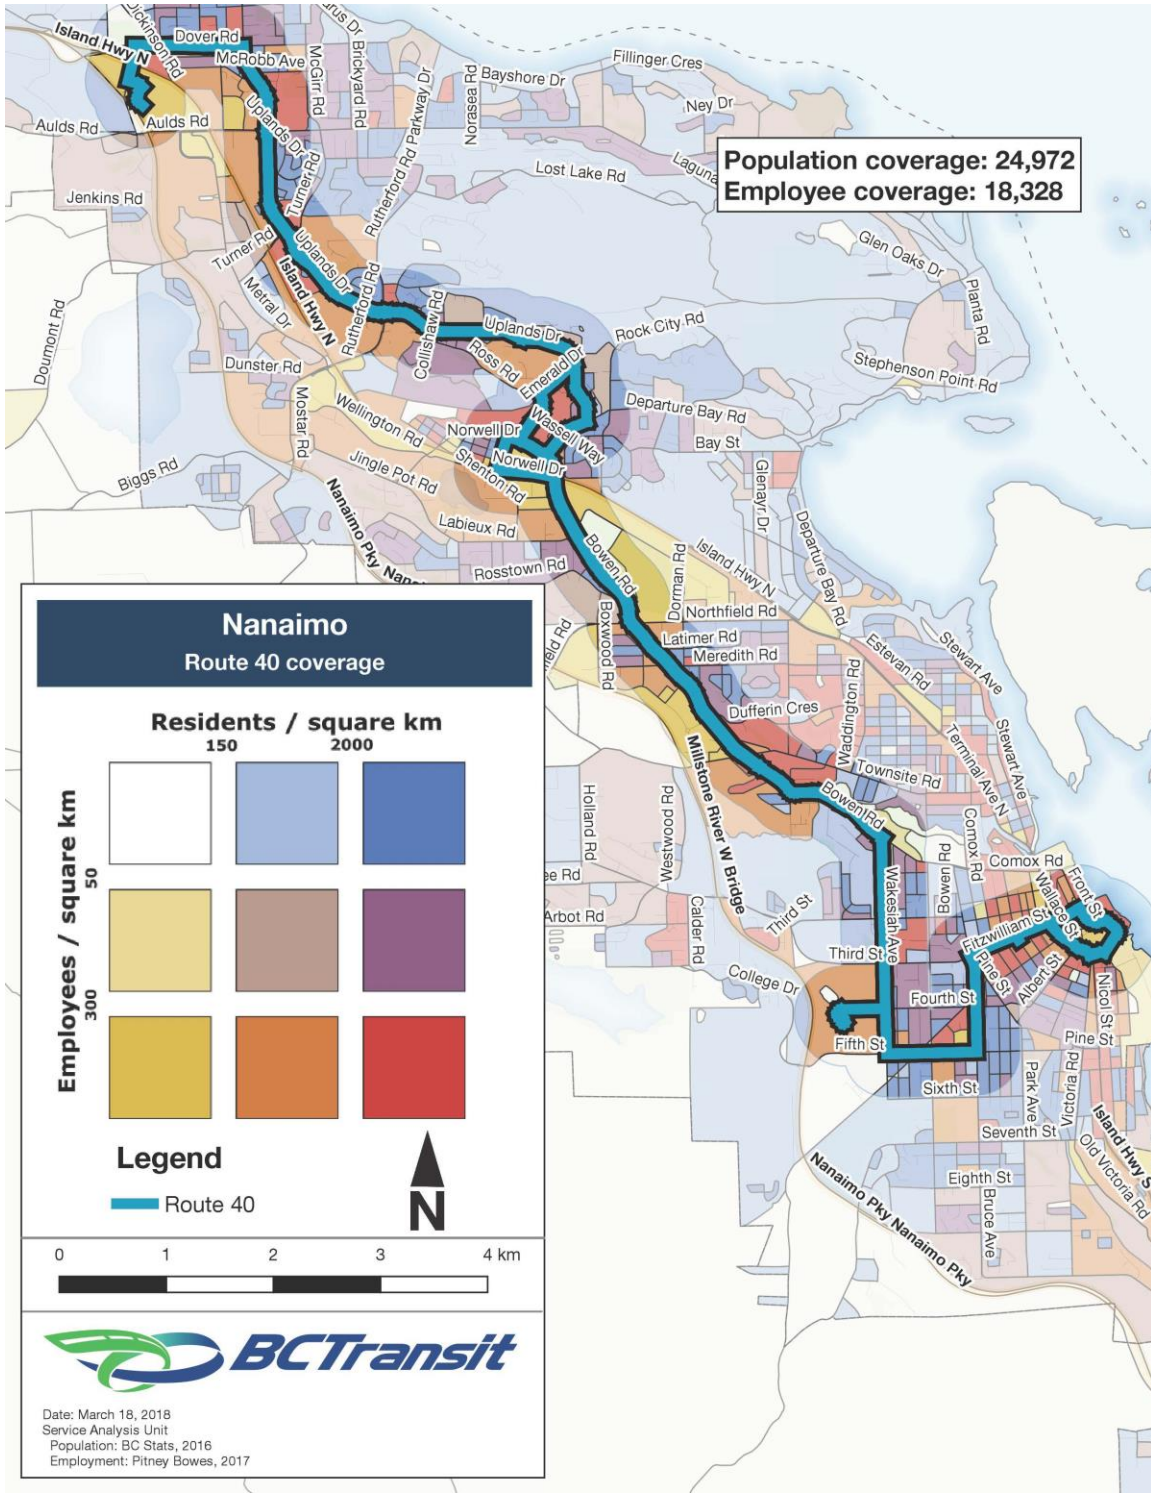 Island Hwy N
Dickinson Rd
Dover Rd
McRobb Ave
McGirr Rd
Brickyard Rd
Rutherford Rd
Parkway Dr
Norasea Rd
Bayshore Dr
Fillinger Cres
Ney Dr
Aulds Rd
Aulds Rd
Uplands Dr
Turner Rd
Lost Lake Rd
Population coverage: 24,972
Employee coverage: 18,328
Jenkins Rd
Turner Rd
Uplands Dr
Glen Oaks Dr
Planta Rd
Metral Dr
Island Hwy N
Rutherford Rd
Collishaw Rd
Uplands Dr
Rock City Rd
Doumont Rd
Dunster Rd
Ross Rd
Emerald Dr
Stephenson Point Rd
Mostar Rd
Wellington Rd
Norwell Dr
Wassell Way
Departure Bay Rd
Bay St
Biggs Rd
Jingle Pot Rd
Shenton Rd
Norwell Dr
Glenayr Dr
Nanaimo Pky
Labieux Rd
Bowen Rd
Dorman Rd
Island Hwy N
Departure Bay Rd
Rosstown Rd
Boxwood Rd
Northfield Rd
Latimer Rd
Meredith Rd
Estevan Rd
Stewart Ave
Dufferin Cres
Waddington Rd
Terminal Ave N
Stewart Ave
Millstone River W Bridge
Townsite Rd
Holland Rd
Westwood Rd
Bowen Rd
Comox Rd
Comox Rd
Bowen Rd
Wakesiah Ave
Front St
Wallace St
Fitzwilliam St
Arbot Rd
Calder Rd
Third St
Third St
Pine St
Albert St
College Dr
Fourth St
Nicol St
Fifth St
Pine St
Sixth St
Park Ave
Victoria Rd
Island Hwy S
Seventh St
Old Victoria Rd
Eighth St
Bruce Ave
Nanaimo Pky Nanaimo Pky
Nanaimo
Route 40 coverage
Residents / square km
150 2000
Employees / square km
50
300
Legend
Route 40
N
0 1 2 3 4 km
BCTransit
Date: March 18, 2018
Service Analysis Unit
Population: BC Stats, 2016
Employment: Pitney Bowes, 2017